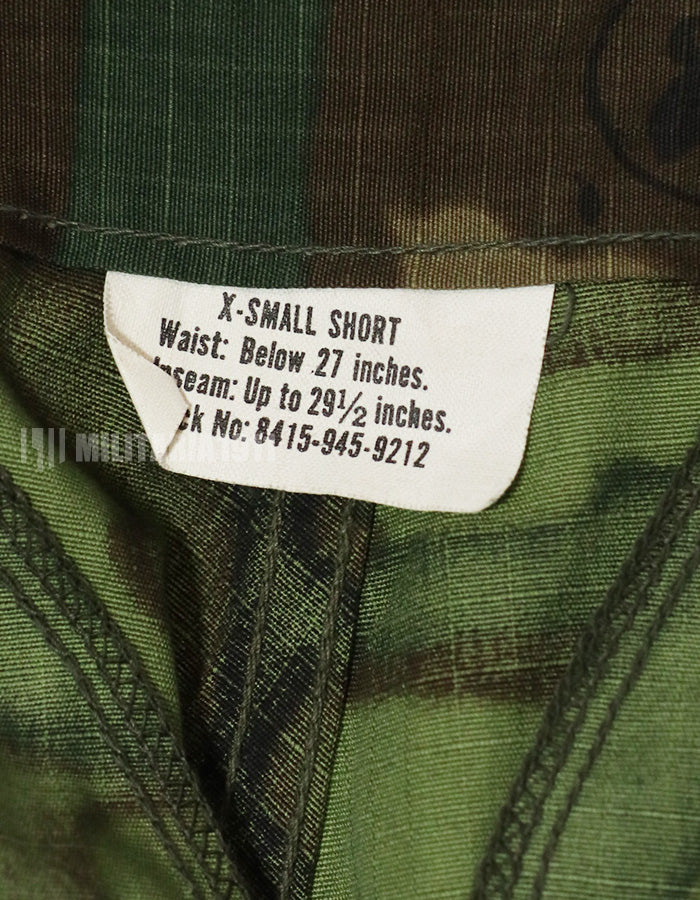 X-SMALL SHORT
Waist: Below 27 inches.
nseam: Up to 29½ inches.
ck No: 8415-945-9212